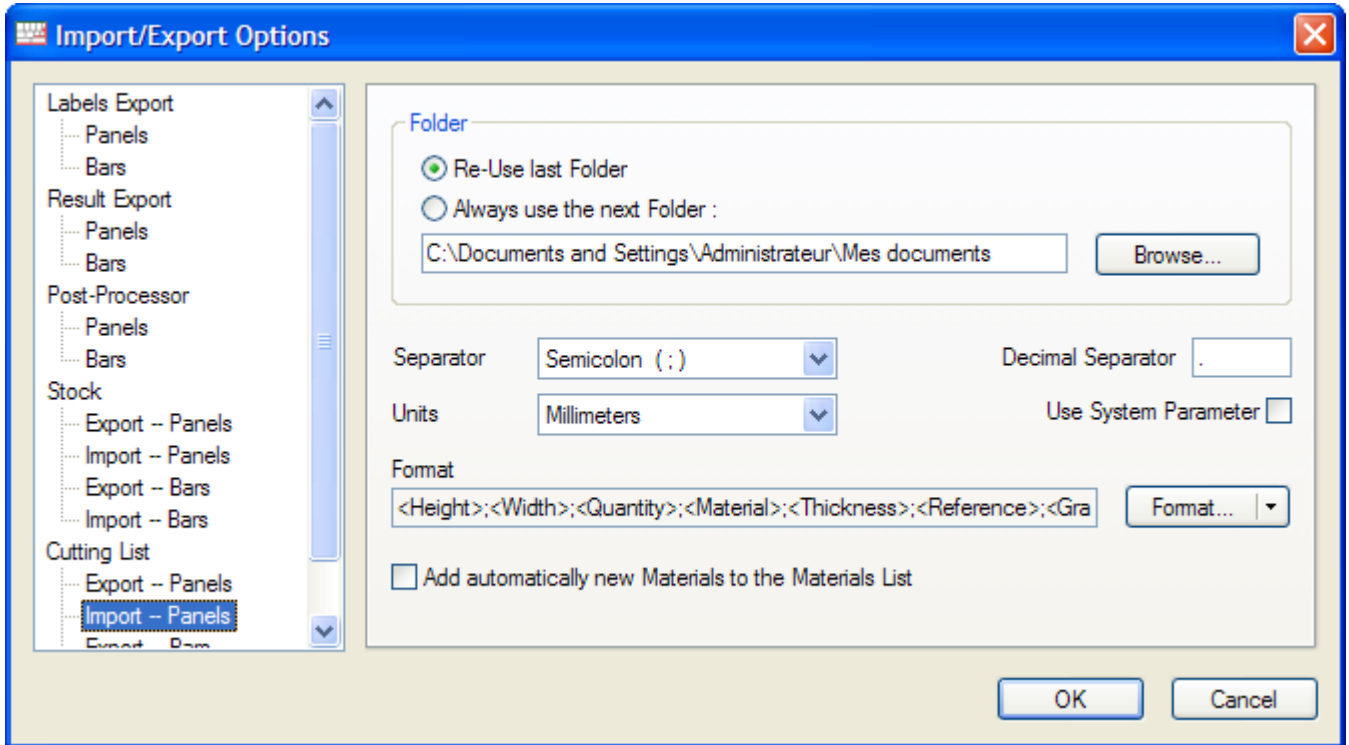 Import/Export Options
Labels Export
Panels
Bars
Result Export
Panels
Bars
Post-Processor
Panels
Bars
Stock
Export -- Panels
Import -- Panels
Export -- Bars
Import -- Bars
Cutting List
Export -- Panels
Import -- Panels
Export -- Bars
Folder
Re-Use last Folder
Always use the next Folder :
C:\Documents and Settings\Administrateur\Mes documents
Browse...
Separator
Semicolon ( ; )
Decimal Separator
.
Units
Millimeters
Use System Parameter
Format
<Height>;<Width>;<Quantity>;<Material>;<Thickness>;<Reference>;<Gra
Format...
Add automatically new Materials to the Materials List
OK
Cancel